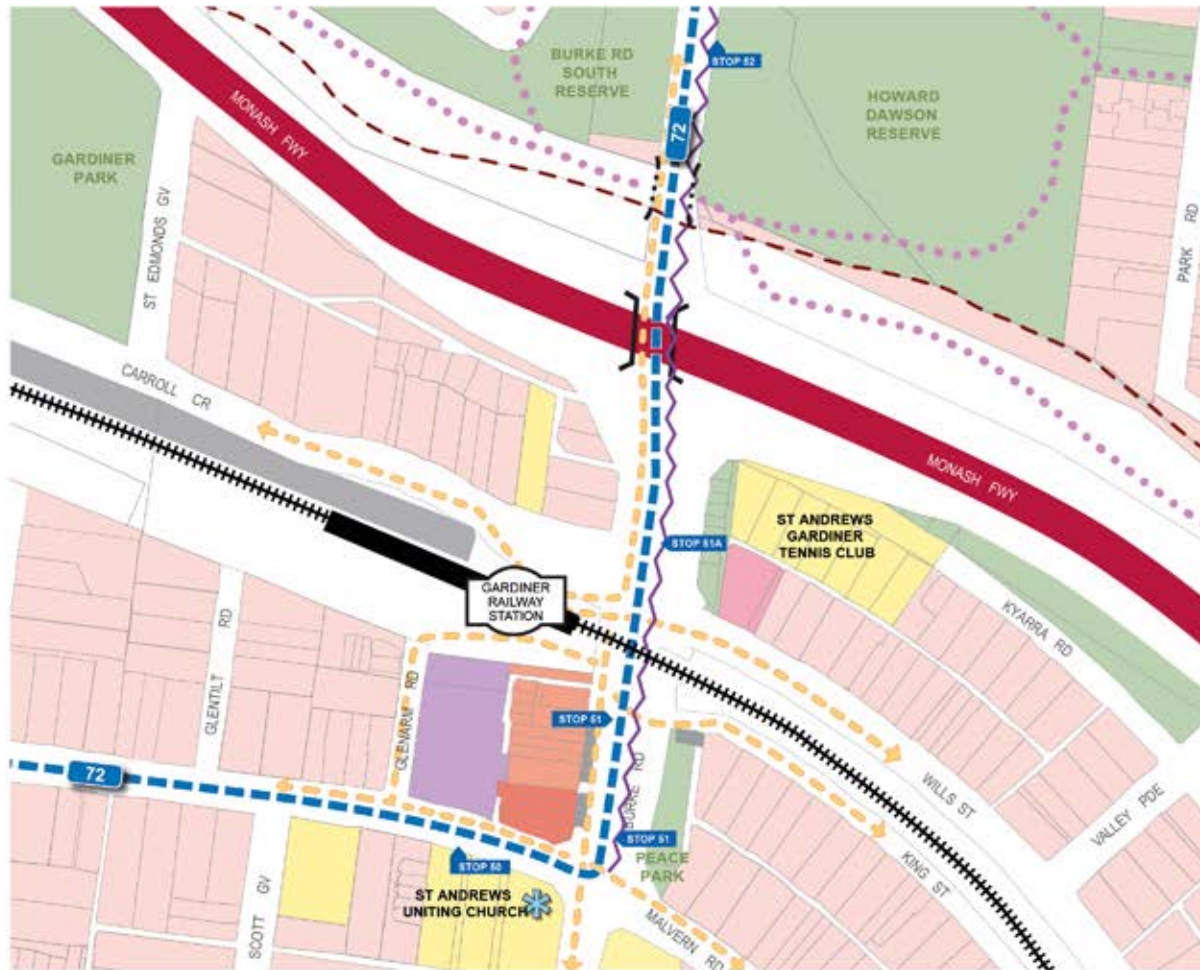 BURKE RD
SOUTH
RESERVE
STOP 52
HOWARD
DAWSON
RESERVE
72
MONASH FWY
GARDINER
PARK
ST EDMONDS GV
PARK RD
CARROLL CR
MONASH FWY
STOP 51A
ST ANDREWS
GARDINER
TENNIS CLUB
GARDINER
RAILWAY
STATION
KYARRA RD
GLENTILT RD
GLENARM RD
STOP 51
BURKE RD
WILLS ST
VALLEY PDE
72
KING ST
STOP 51
PEACE
PARK
STOP 50
ST ANDREWS
UNITING CHURCH
SCOTT GV
MALVERN RD